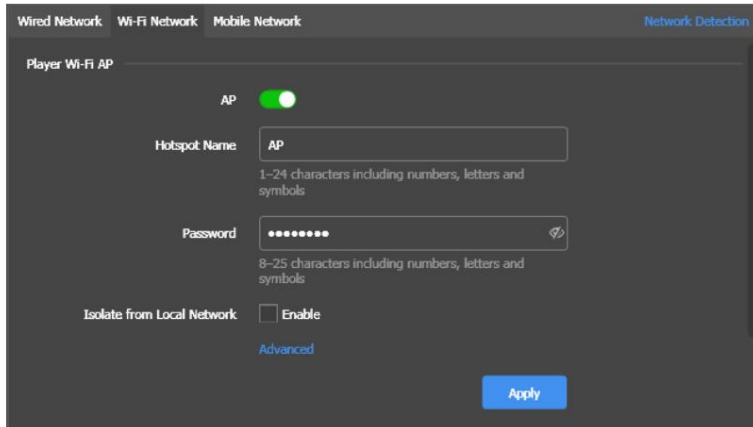 Wired Network Wi-Fi Network Mobile Network Network Detection
Player Wi-Fi AP
AP
Hotspot Name AP
1–24 characters including numbers, letters and
symbols
Password ••••••••
8–25 characters including numbers, letters and
symbols
Isolate from Local Network Enable
Advanced
Apply